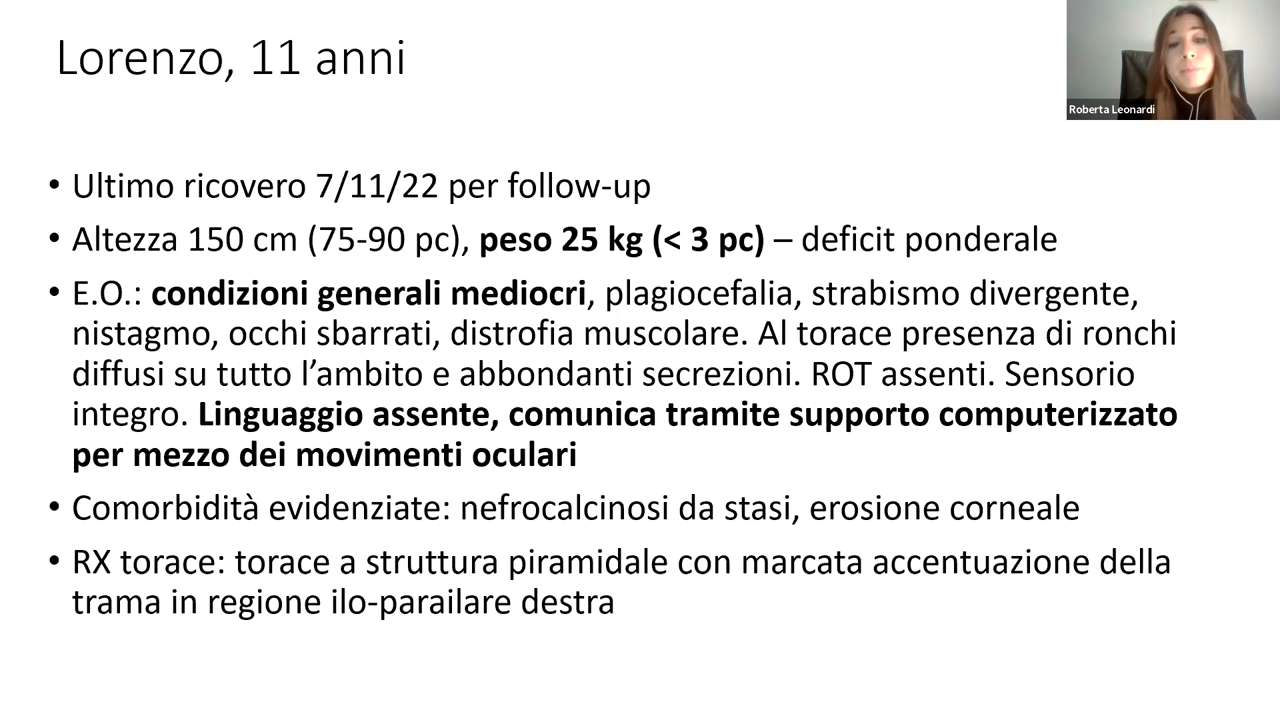 Lorenzo, 11 anni
Roberta Leonardi
• Ultimo ricovero 7/11/22 per follow-up
• Altezza 150 cm (75-90 pc), peso 25 kg (< 3 pc) – deficit ponderale
• E.O.: condizioni generali mediocri, plagiocefalia, strabismo divergente,
nistagmo, occhi sbarrati, distrofia muscolare. Al torace presenza di ronchi
diffusi su tutto l’ambito e abbondanti secrezioni. ROT assenti. Sensorio
integro. Linguaggio assente, comunica tramite supporto computerizzato
per mezzo dei movimenti oculari
• Comorbidità evidenziate: nefrocalcinosi da stasi, erosione corneale
• RX torace: torace a struttura piramidale con marcata accentuazione della
trama in regione ilo-parailare destra